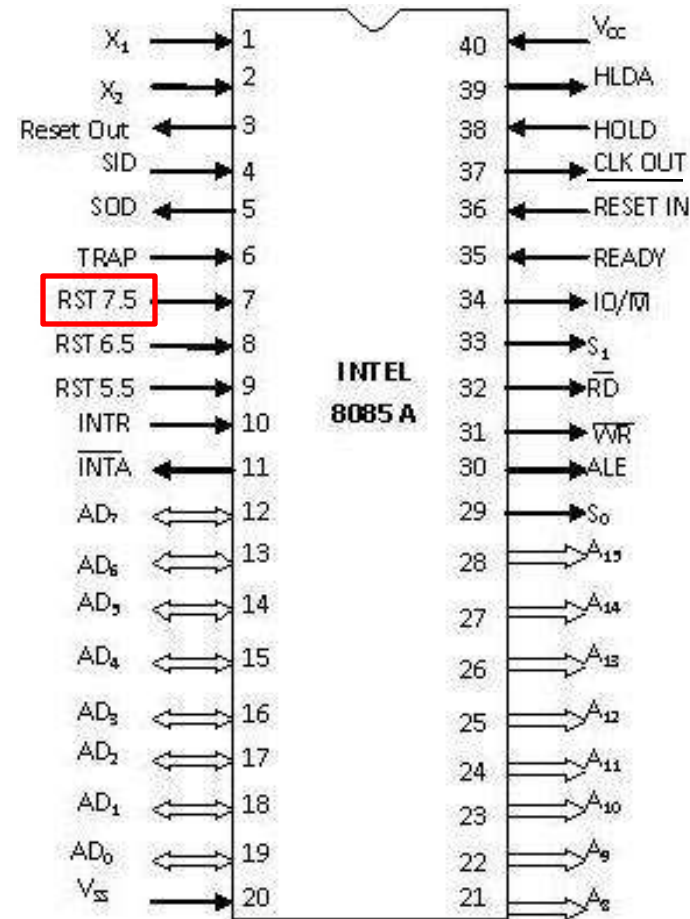 X₁ 1 40 Vcc
X₂ 2 39 HLDA
Reset Out 3 38 HOLD
SID 4 37 CLK OUT
SOD 5 36 RESET IN
TRAP 6 35 READY
RST 7.5 7 34 IO/M̅
RST 6.5 8 33 S₁
RST 5.5 9 32 R̅D̅
INTR 10 31 W̅R̅
I̅N̅T̅A̅ 11 30 ALE
AD₇ 12 29 S₀
AD₆ 13 28 A₁₅
AD₅ 14 27 A₁₄
AD₄ 15 26 A₁₃
AD₃ 16 25 A₁₂
AD₂ 17 24 A₁₁
AD₁ 18 23 A₁₀
AD₀ 19 22 A₉
Vss 20 21 A₈
INTEL
8085 A